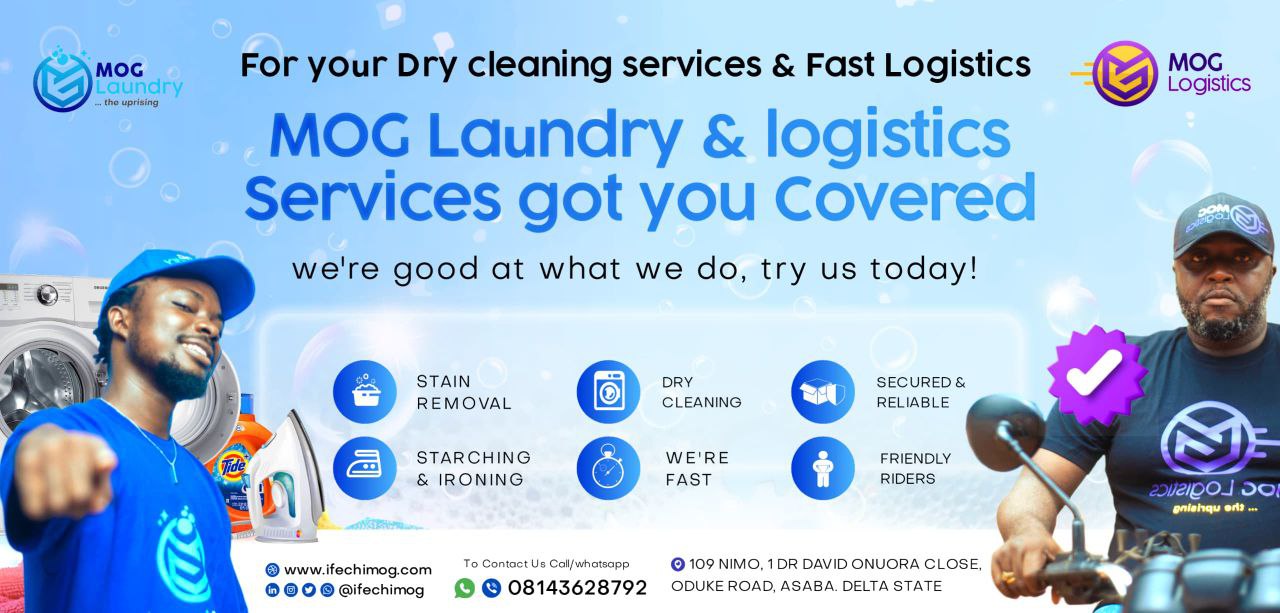 MOG
Laundry
... the uprising
For your Dry cleaning services & Fast Logistics
MOG
Logistics
MOG Laundry & logistics
Services got you Covered
we're good at what we do, try us today!
STAIN
REMOVAL
DRY
CLEANING
SECURED &
RELIABLE
STARCHING
& IRONING
WE'RE
FAST
FRIENDLY
RIDERS
Tide
MOG
Logistics
MOG Logistics
... the uprising
www.ifechimog.com
@ifechimog
To Contact Us Call/whatsapp
08143628792
109 NIMO, 1 DR DAVID ONUORA CLOSE,
ODUKE ROAD, ASABA. DELTA STATE